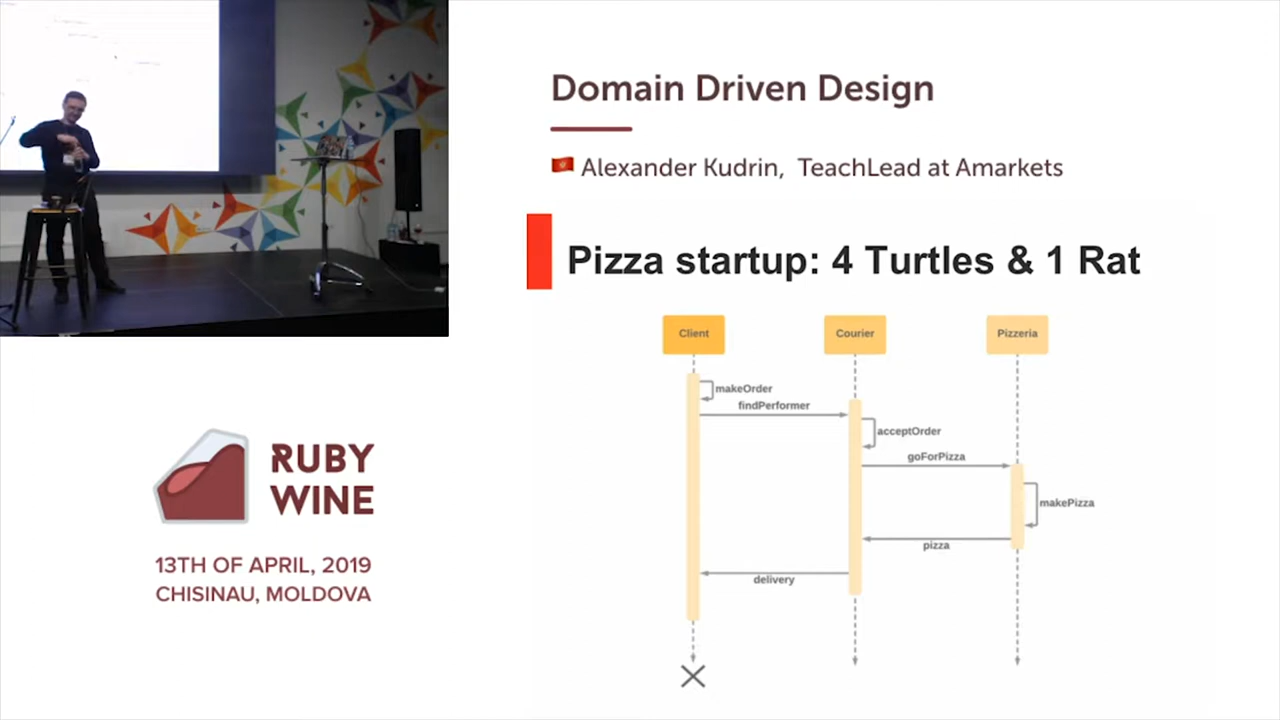 Domain Driven Design
Alexander Kudrin, TeachLead at Amarkets
Pizza startup: 4 Turtles & 1 Rat
Client
Courier
Pizzeria
makeOrder
findPerformer
acceptOrder
goForPizza
makePizza
pizza
delivery
RUBY
WINE
13TH OF APRIL, 2019
CHISINAU, MOLDOVA